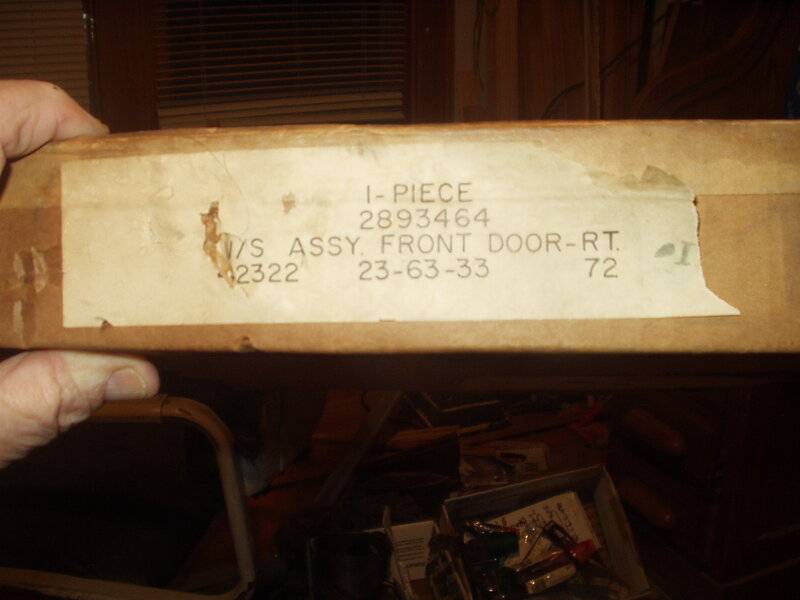 1-PIECE
2893464
W/S ASSY. FRONT DOOR-RT.
2322 23-63-33 72